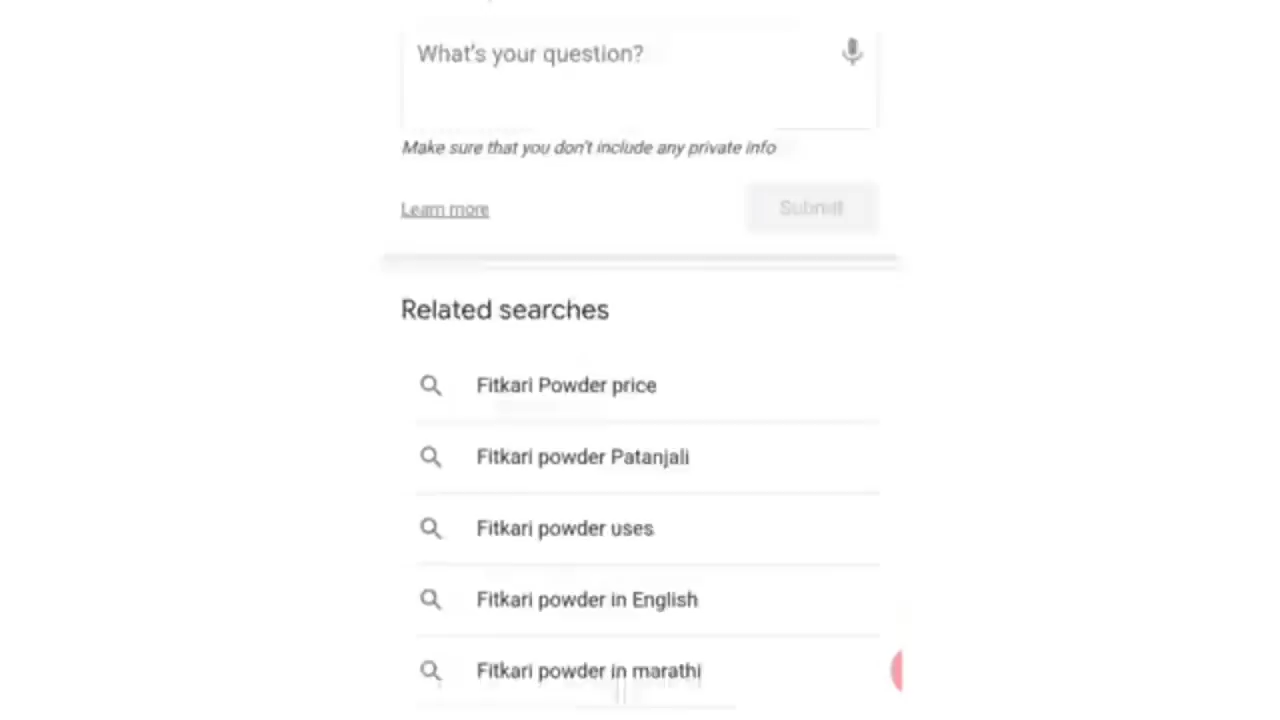 What's your question?
Make sure that you don't include any private info
Learn more
Submit
Related searches
Fitkari Powder price
Fitkari powder Patanjali
Fitkari powder uses
Fitkari powder in English
Fitkari powder in marathi